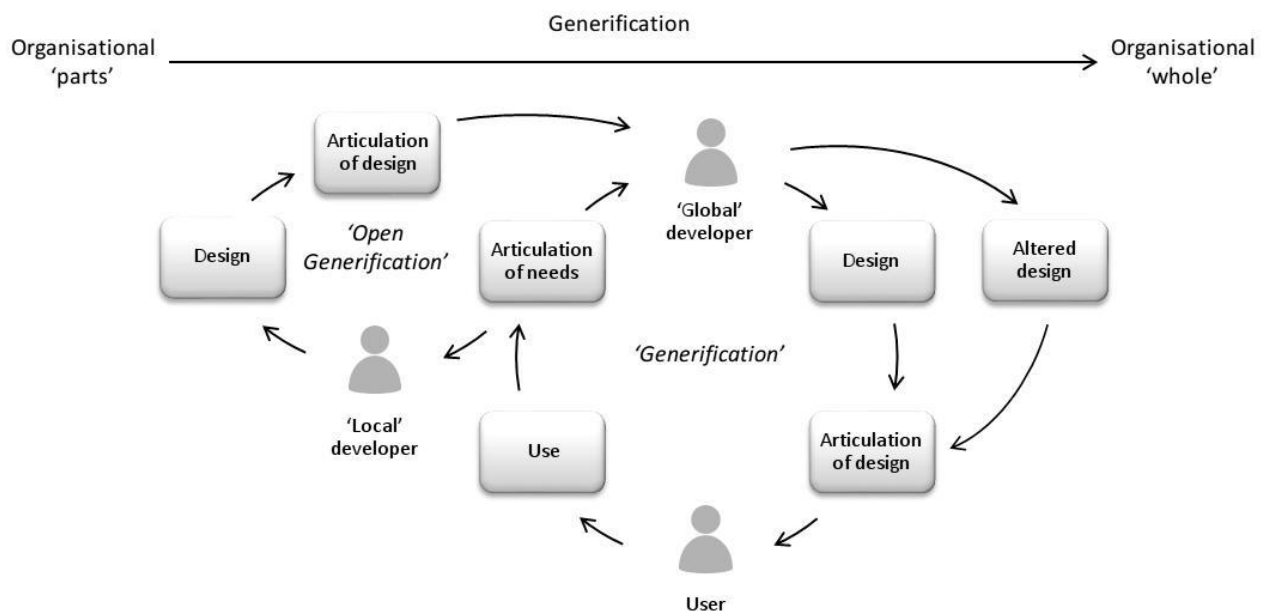 Generification
Organisational
‘parts’
Organisational
‘whole’
Articulation
of design
‘Global’
developer
Design
‘Open
Generification’
Articulation
of needs
Design
Altered
design
‘Generification’
‘Local’
developer
Use
Articulation
of design
User